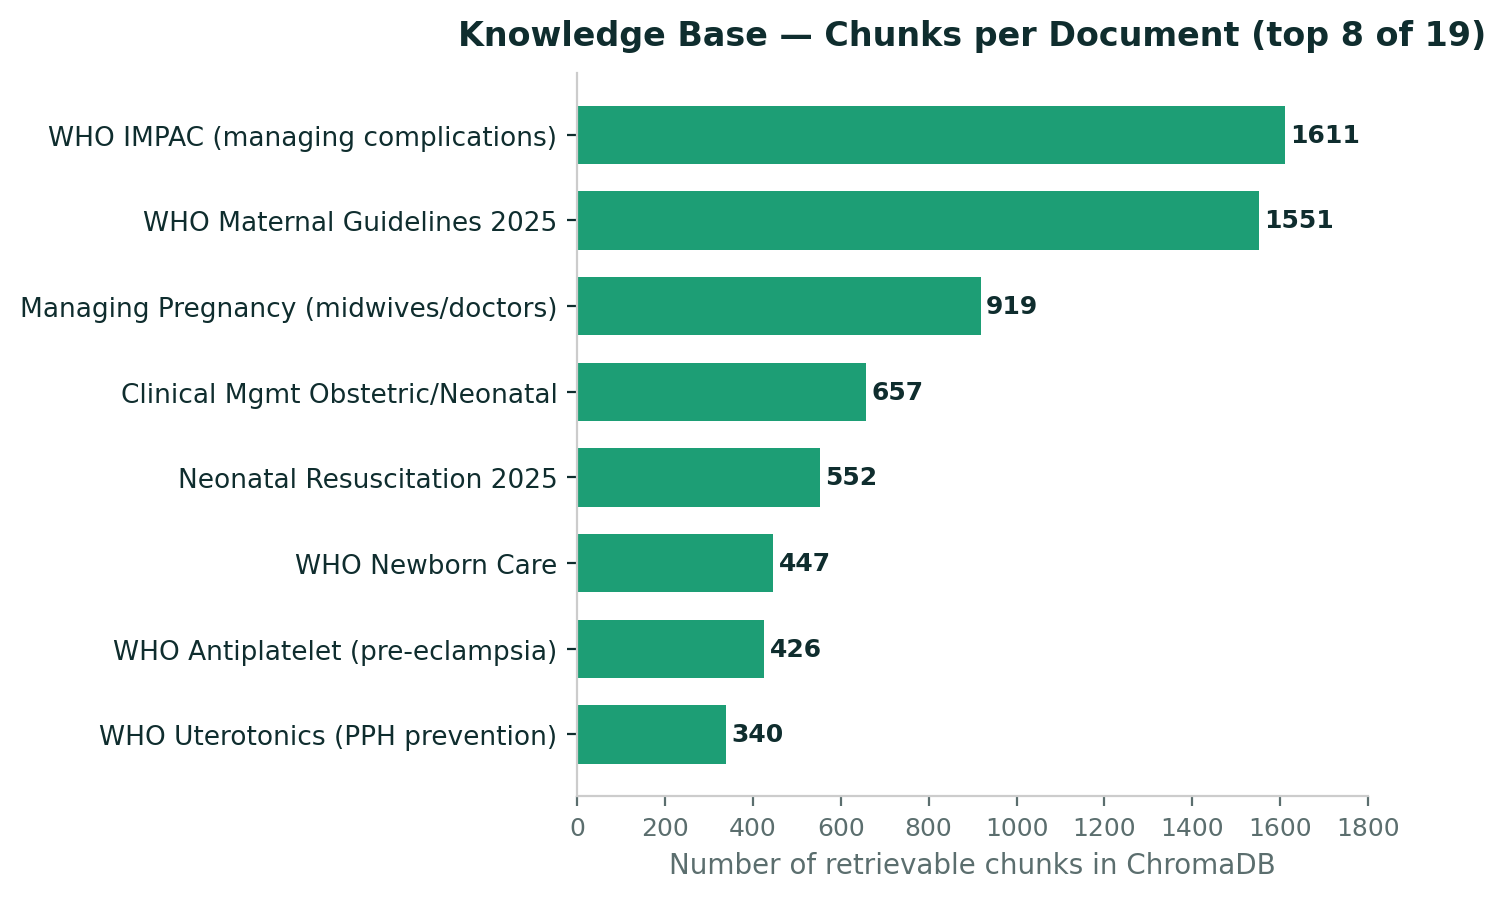 Knowledge Base — Chunks per Document (top 8 of 19)
WHO IMPAC (managing complications) 1611
WHO Maternal Guidelines 2025 1551
Managing Pregnancy (midwives/doctors) 919
Clinical Mgmt Obstetric/Neonatal 657
Neonatal Resuscitation 2025 552
WHO Newborn Care 447
WHO Antiplatelet (pre-eclampsia) 426
WHO Uterotonics (PPH prevention) 340
0 200 400 600 800 1000 1200 1400 1600 1800
Number of retrievable chunks in ChromaDB